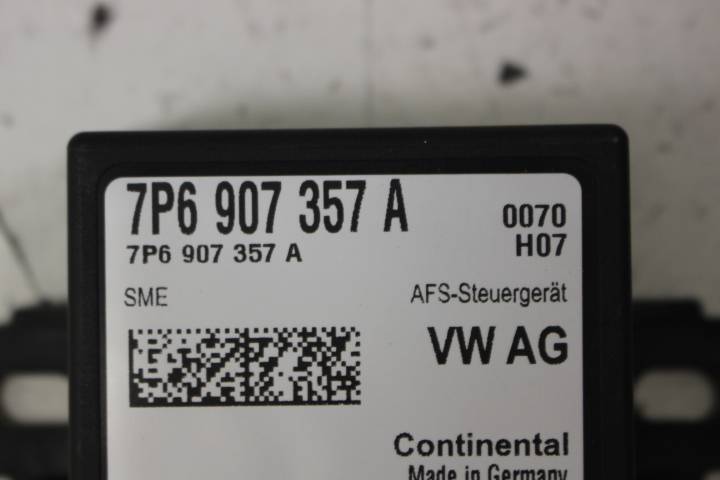 7P6 907 357 A
7P6 907 357 A
0070
H07
SME
AFS-Steuergerät
VW AG
Continental
Made in Germany